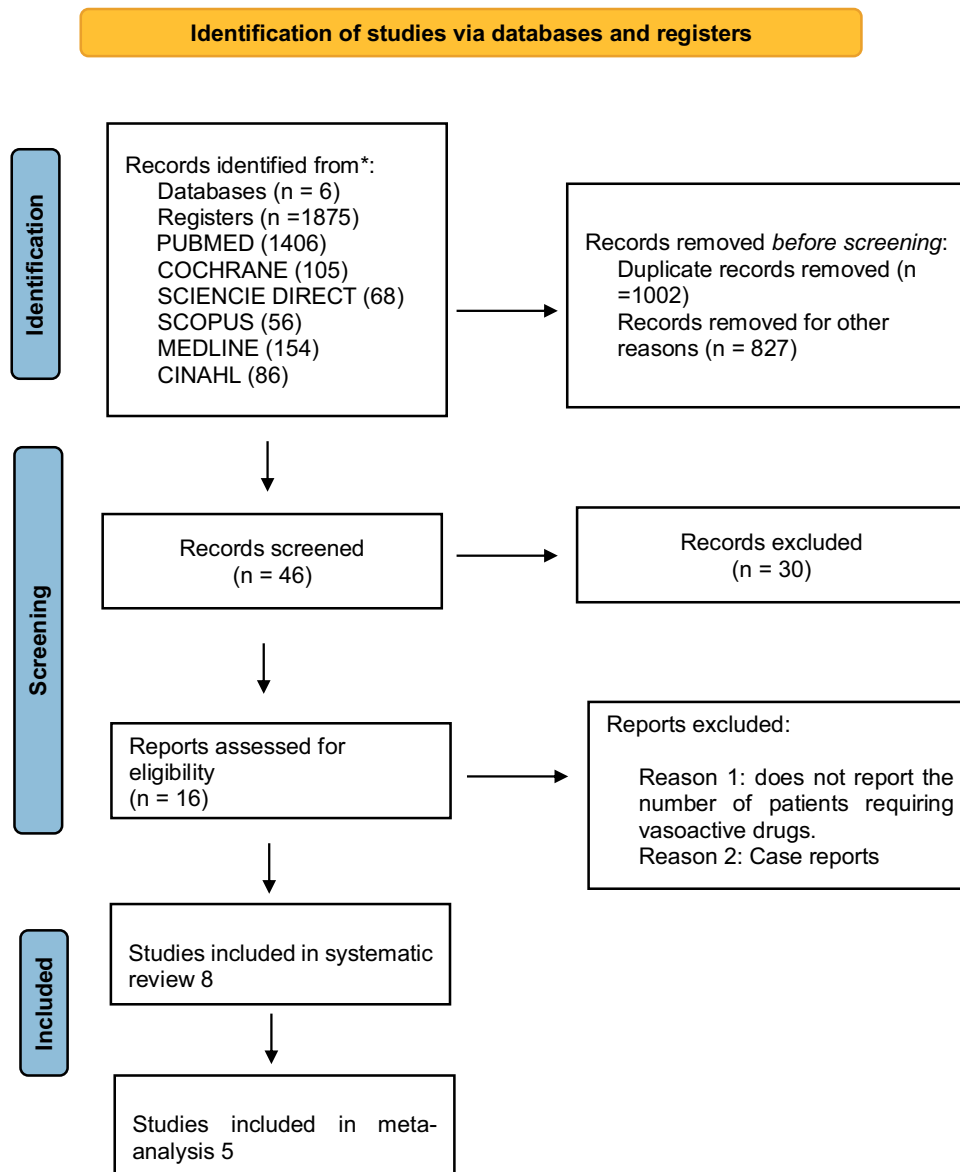 Identification of studies via databases and registers
Identification
Records identified from*:
Databases (n = 6)
Registers (n =1875)
PUBMED (1406)
COCHRANE (105)
SCIENCIE DIRECT (68)
SCOPUS (56)
MEDLINE (154)
CINAHL (86)
Records removed before screening:
Duplicate records removed (n
=1002)
Records removed for other
reasons (n = 827)
Screening
Records screened
(n = 46)
Records excluded
(n = 30)
Reports assessed for
eligibility
(n = 16)
Reports excluded:
Reason 1: does not report the
number of patients requiring
vasoactive drugs.
Reason 2: Case reports
Included
Studies included in systematic
review 8
Studies included in meta-
analysis 5